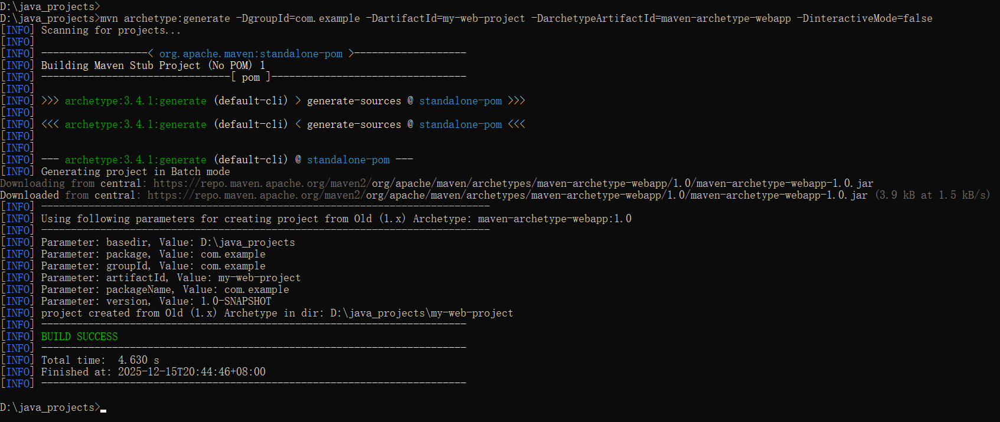 D:\java_projects>
D:\java_projects>mvn archetype:generate -DgroupId=com.example -DartifactId=my-web-project -DarchetypeArtifactId=maven-archetype-webapp -DinteractiveMode=false
[INFO] Scanning for projects...
[INFO]
[INFO] ------------------< org.apache.maven:standalone-pom >-------------------
[INFO] Building Maven Stub Project (No POM) 1
[INFO] --------------------------------[ pom ]---------------------------------
[INFO]
[INFO] >>> archetype:3.4.1:generate (default-cli) > generate-sources @ standalone-pom >>>
[INFO]
[INFO] <<< archetype:3.4.1:generate (default-cli) < generate-sources @ standalone-pom <<<
[INFO]
[INFO]
[INFO] --- archetype:3.4.1:generate (default-cli) @ standalone-pom ---
[INFO] Generating project in Batch mode
Downloading from central: https://repo.maven.apache.org/maven2/org/apache/maven/archetypes/maven-archetype-webapp/1.0/maven-archetype-webapp-1.0.jar
Downloaded from central: https://repo.maven.apache.org/maven2/org/apache/maven/archetypes/maven-archetype-webapp/1.0/maven-archetype-webapp-1.0.jar (3.9 kB at 1.5 kB/s)
[INFO] ----------------------------------------------------------------------------
[INFO] Using following parameters for creating project from Old (1.x) Archetype: maven-archetype-webapp:1.0
[INFO] ----------------------------------------------------------------------------
[INFO] Parameter: basedir, Value: D:\java_projects
[INFO] Parameter: package, Value: com.example
[INFO] Parameter: groupId, Value: com.example
[INFO] Parameter: artifactId, Value: my-web-project
[INFO] Parameter: packageName, Value: com.example
[INFO] Parameter: version, Value: 1.0-SNAPSHOT
[INFO] project created from Old (1.x) Archetype in dir: D:\java_projects\my-web-project
[INFO] ------------------------------------------------------------------------
[INFO] BUILD SUCCESS
[INFO] ------------------------------------------------------------------------
[INFO] Total time:  4.630 s
[INFO] Finished at: 2025-12-15T20:44:46+08:00
[INFO] ------------------------------------------------------------------------
D:\java_projects>